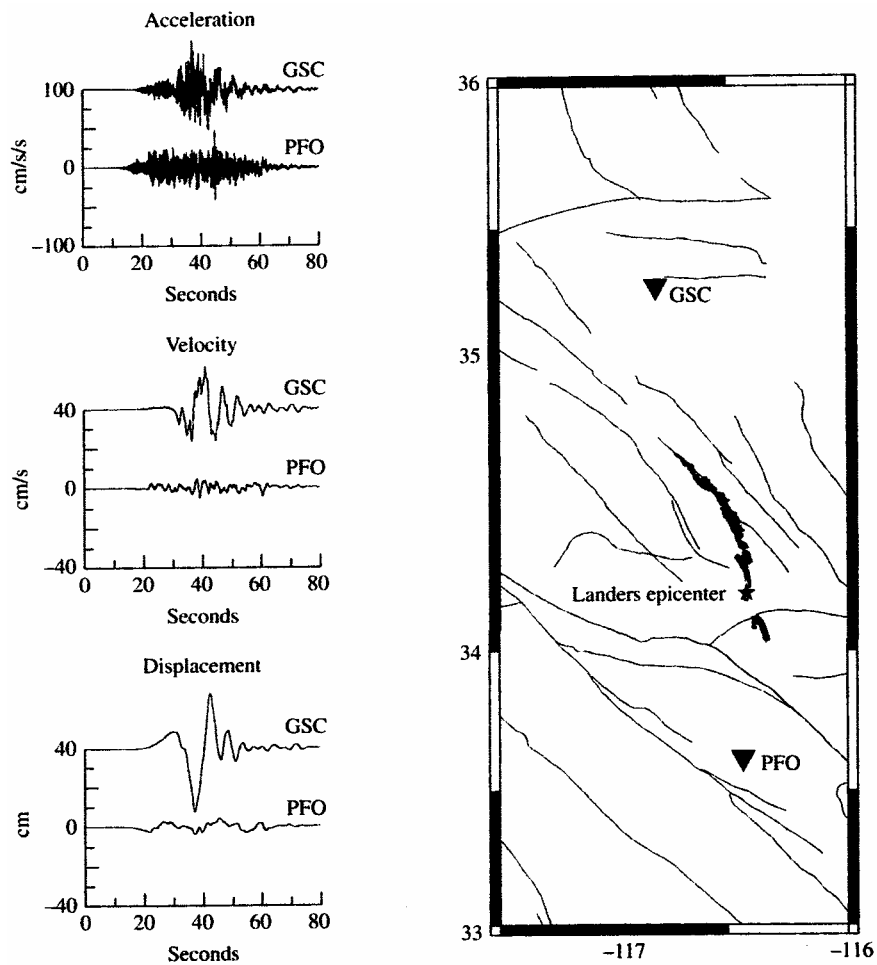 Acceleration
GSC
100
PFO
cm/s/s
0
-100
0 20 40 60 80
Seconds
Velocity
GSC
40
PFO
cm/s
0
-40
0 20 40 60 80
Seconds
Displacement
GSC
40
PFO
cm
0
-40
0 20 40 60 80
Seconds
36
GSC
35
Landers epicenter
34
PFO
33
-117 -116